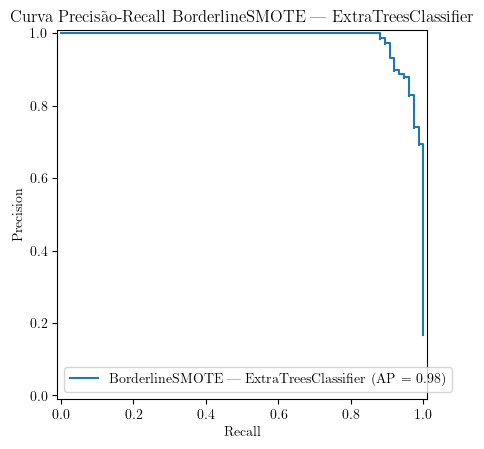 Curva Precisão-Recall BorderlineSMOTE — ExtraTreesClassifier
1.0
0.8
0.6
0.4
0.2
0.0
Precision
BorderlineSMOTE — ExtraTreesClassifier (AP = 0.98)
0.0 0.2 0.4 0.6 0.8 1.0
Recall